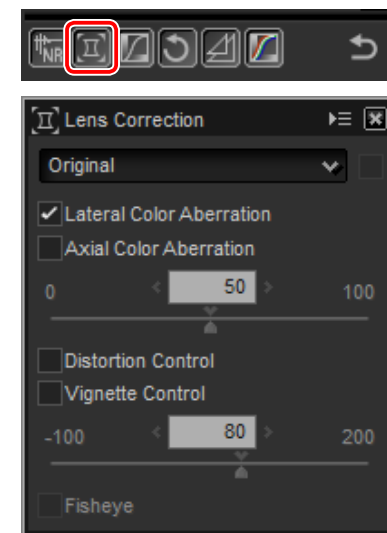 NR
Lens Correction
Original
Lateral Color Aberration
Axial Color Aberration
0 50 100
Distortion Control
Vignette Control
-100 80 200
Fisheye